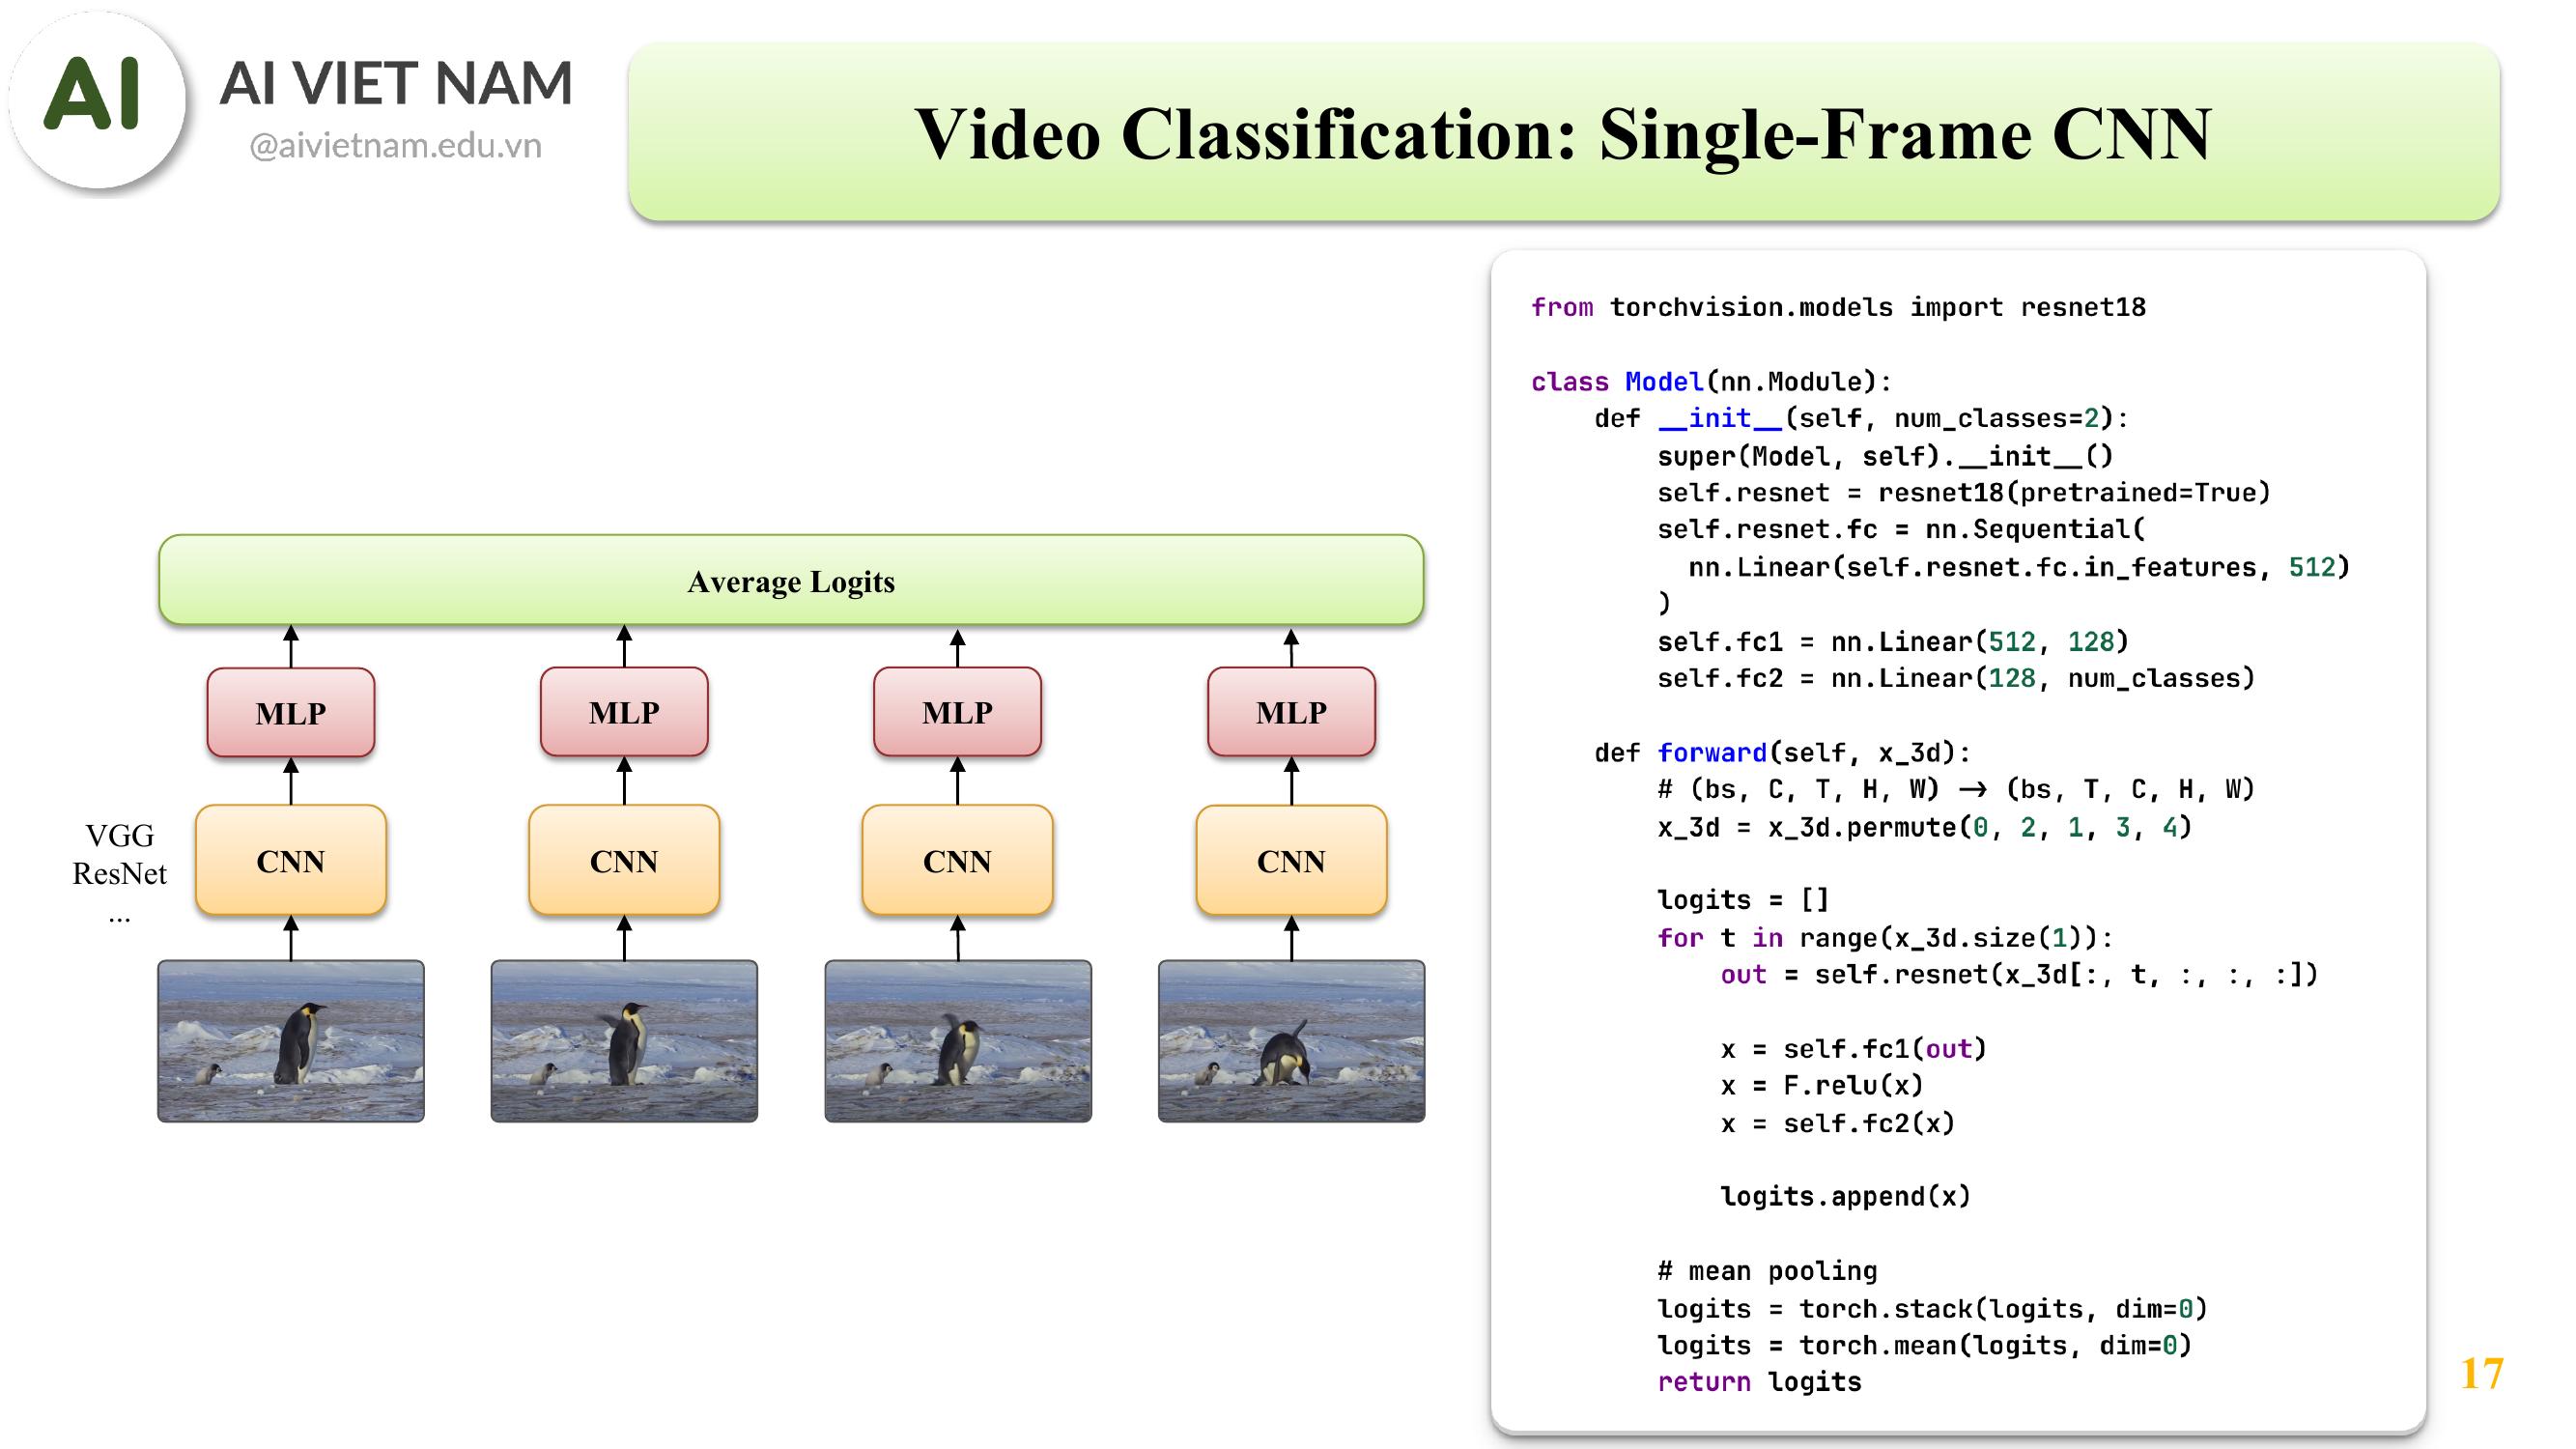 AI
AI VIET NAM
@aivietnam.edu.vn
Video Classification: Single-Frame CNN
Average Logits
MLP
MLP
MLP
MLP
VGG
ResNet
...
CNN
CNN
CNN
CNN
from torchvision.models import resnet18
class Model(nn.Module):
    def __init__(self, num_classes=2):
        super(Model, self).__init__()
        self.resnet = resnet18(pretrained=True)
        self.resnet.fc = nn.Sequential(
          nn.Linear(self.resnet.fc.in_features, 512)
        )
        self.fc1 = nn.Linear(512, 128)
        self.fc2 = nn.Linear(128, num_classes)
    def forward(self, x_3d):
        # (bs, C, T, H, W) → (bs, T, C, H, W)
        x_3d = x_3d.permute(0, 2, 1, 3, 4)
        logits = []
        for t in range(x_3d.size(1)):
            out = self.resnet(x_3d[:, t, :, :, :])
            x = self.fc1(out)
            x = F.relu(x)
            x = self.fc2(x)
            logits.append(x)
        # mean pooling
        logits = torch.stack(logits, dim=0)
        logits = torch.mean(logits, dim=0)
        return logits
17